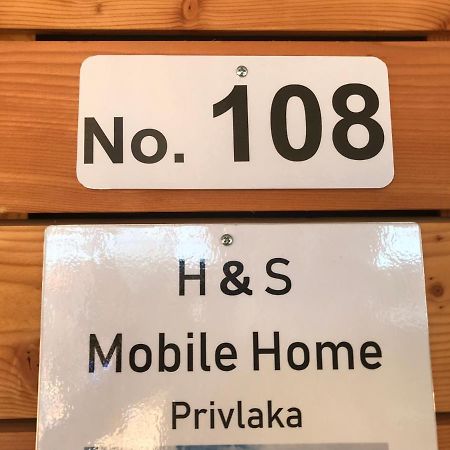 No. 108
H & S
Mobile Home
Privlaka